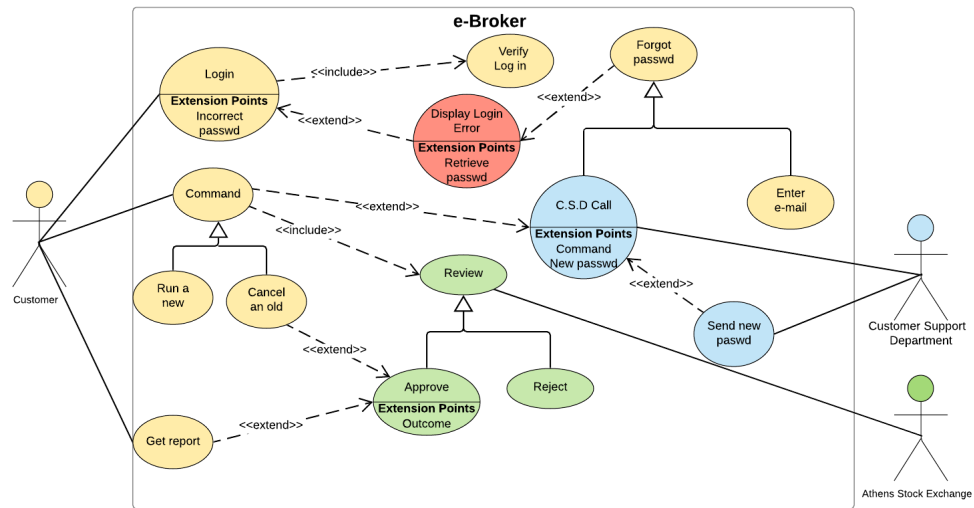 e-Broker
Login
Extension Points
Incorrect
passwd
<<include>>
Verify
Log in
Forgot
passwd
<<extend>>
<<extend>>
Display Login
Error
Extension Points
Retrieve
passwd
Command
<<extend>>
<<include>>
C.S.D Call
Extension Points
Command
New passwd
Enter
e-mail
Customer
Run a
new
Cancel
an old
Review
<<extend>>
Send new
paswd
Customer Support
Department
<<extend>>
Approve
Extension Points
Outcome
Reject
Get report
<<extend>>
Athens Stock Exchange